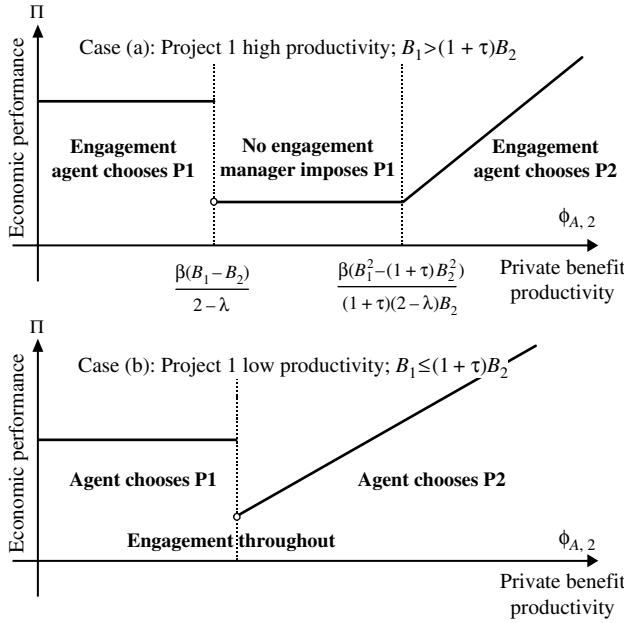 Π
Economic performance
Case (a): Project 1 high productivity; B₁>(1 + τ)B₂
Engagement
agent chooses P1
No engagement
manager imposes P1
Engagement
agent chooses P2
ϕ_{A, 2}
β(B₁ – B₂)
2 – λ
β(B₁²–(1 + τ)B₂²)
(1 + τ)(2 – λ)B₂
Private benefit
productivity
Π
Economic performance
Case (b): Project 1 low productivity; B₁≤(1 + τ)B₂
Agent chooses P1
Agent chooses P2
Engagement throughout
ϕ_{A, 2}
Private benefit
productivity